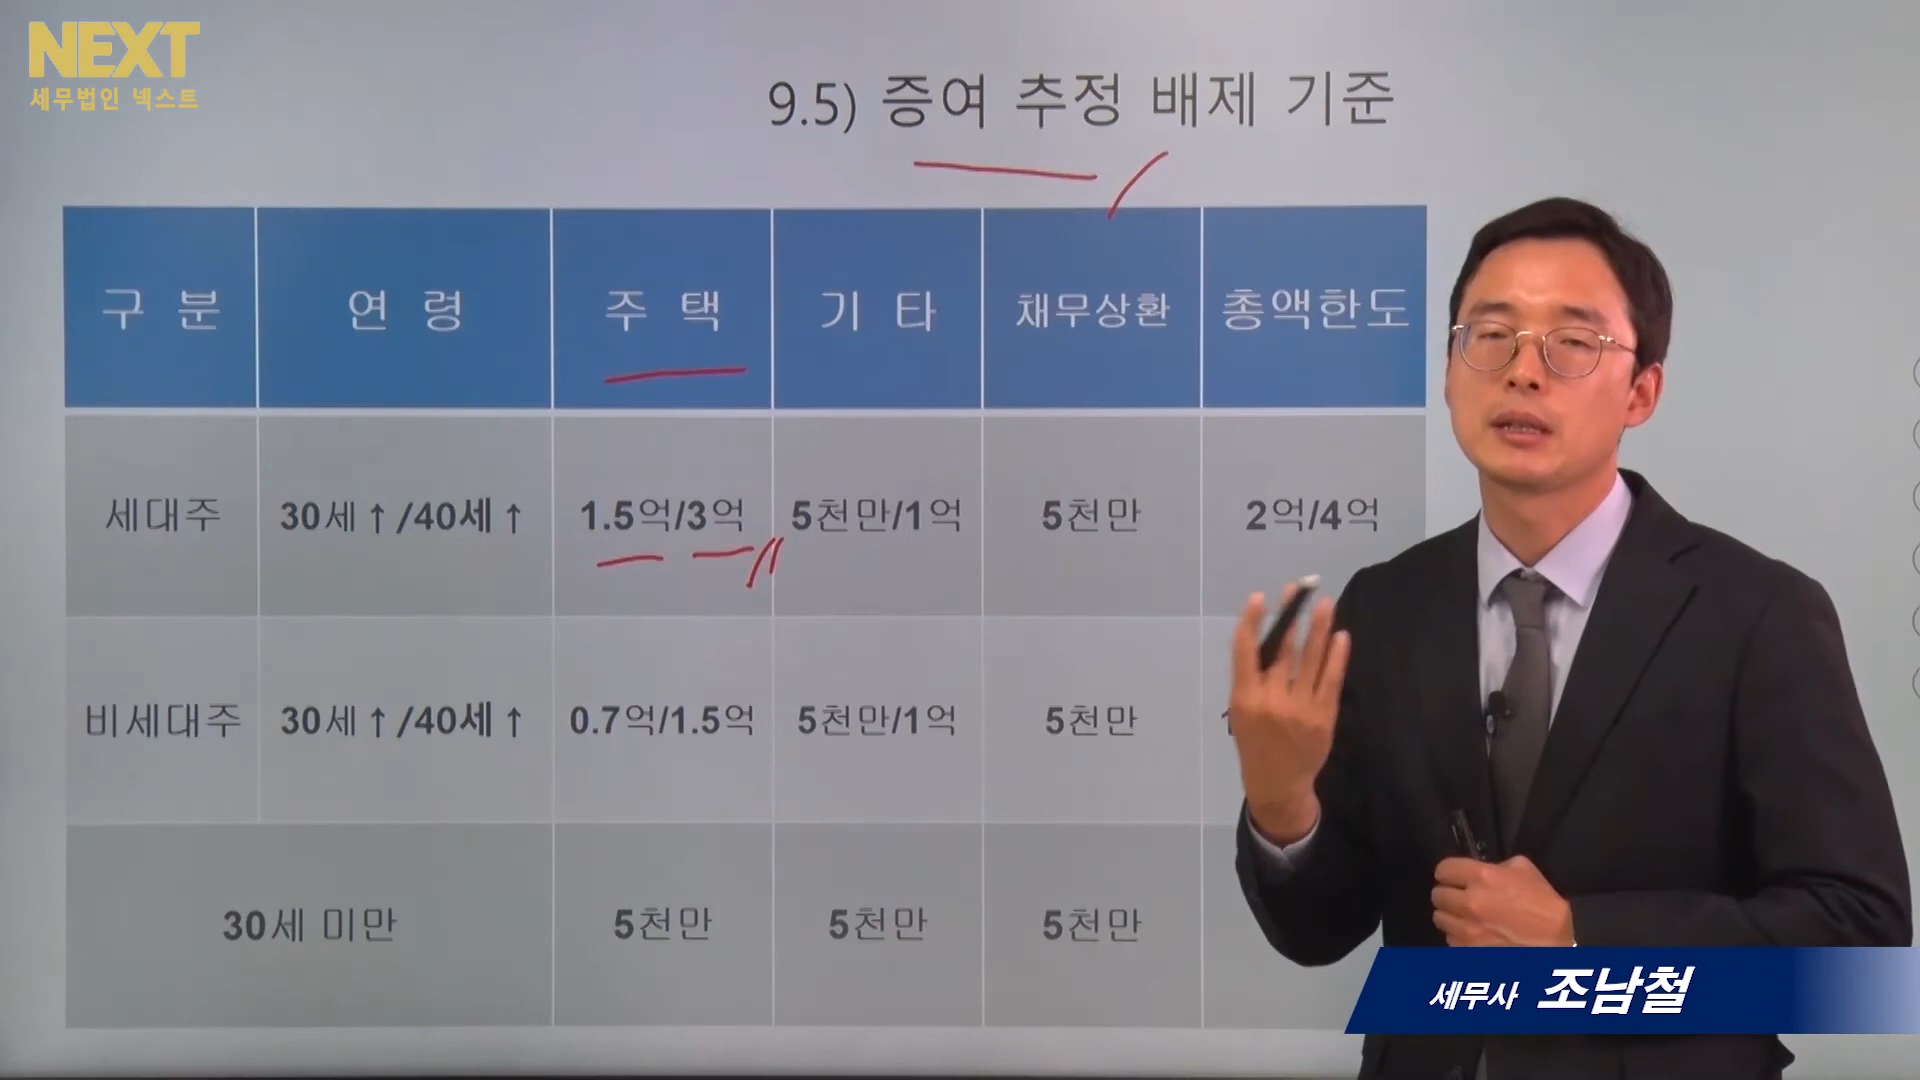 NEXT
세무법인 넥스트
9.5) 증여 추정 배제 기준
구 분 연 령 주 택 기 타 채무상환 총액한도
세대주 30세↑/40세↑ 1.5억/3억 5천만/1억 5천만 2억/4억
비세대주 30세↑/40세↑ 0.7억/1.5억 5천만/1억 5천만
30세 미만 5천만 5천만 5천만
세무사 조남철